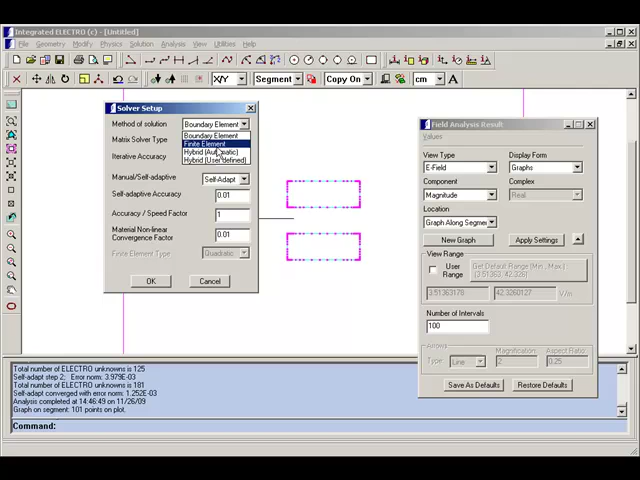 Integrated ELECTRO (c) - [Untitled]
File Geometry Modify Physics Solution Analysis View Utilities Help
X/Y
Segment
Copy On
cm
Solver Setup
Method of solution
Boundary Element
Boundary Element
Finite Element
Hybrid (Automatic)
Hybrid (User defined)
Matrix Solver Type
Iterative Accuracy
Manual/Self-adaptive
Self-Adapt
Self-adaptive Accuracy
0.01
Accuracy / Speed Factor
1
Material Non-linear
Convergence Factor
0.01
Finite Element Type
Quadratic
OK
Cancel
Field Analysis Result
View Type
Display Form
E-Field
Graphs
Component
Complex
Magnitude
Real
Location
Graph Along Segmen
New Graph
Apply Settings
View Range
User
Range
Get Default Range (Min...Max.)
(3.51363, 42.3260)
3.51363178
42.3260127
V/m
Number of Intervals
100
Arrows
Type:
Line
Magnification:
2
Aspect Ratio:
0.25
Save As Defaults
Restore Defaults
Total number of ELECTRO unknowns is 125
Self-adapt step 2; Error norm: 3.979E-03
Total number of ELECTRO unknowns is 181
Self-adapt converged with error norm: 1.252E-03
Analysis completed at 14:46:49 on 11/26/09
Graph on segment: 101 points on plot.
Command: